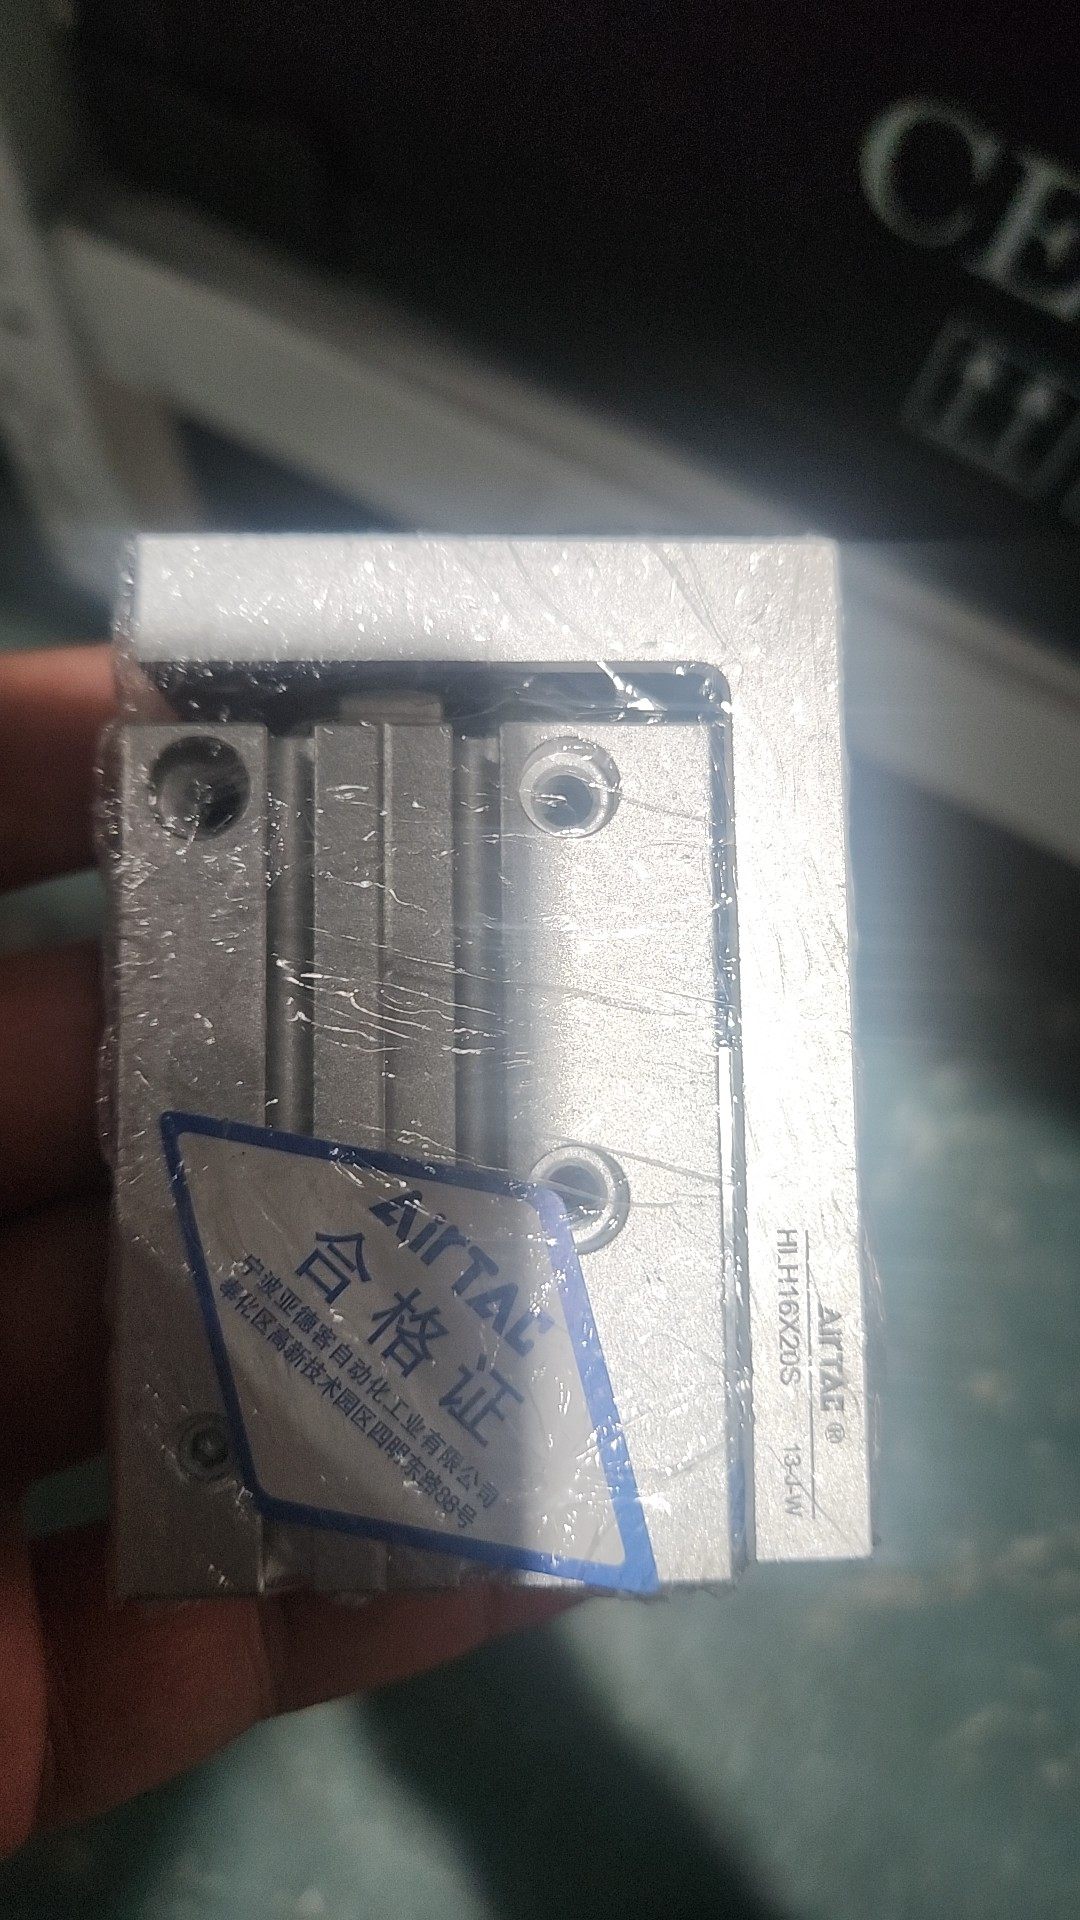 CE
AirTAC
合格证
宁波亚德客自动化工业有限公司
奉化区高新技术园区四明东路88号
AirTAC ®
HLH16X20S 13-J-W